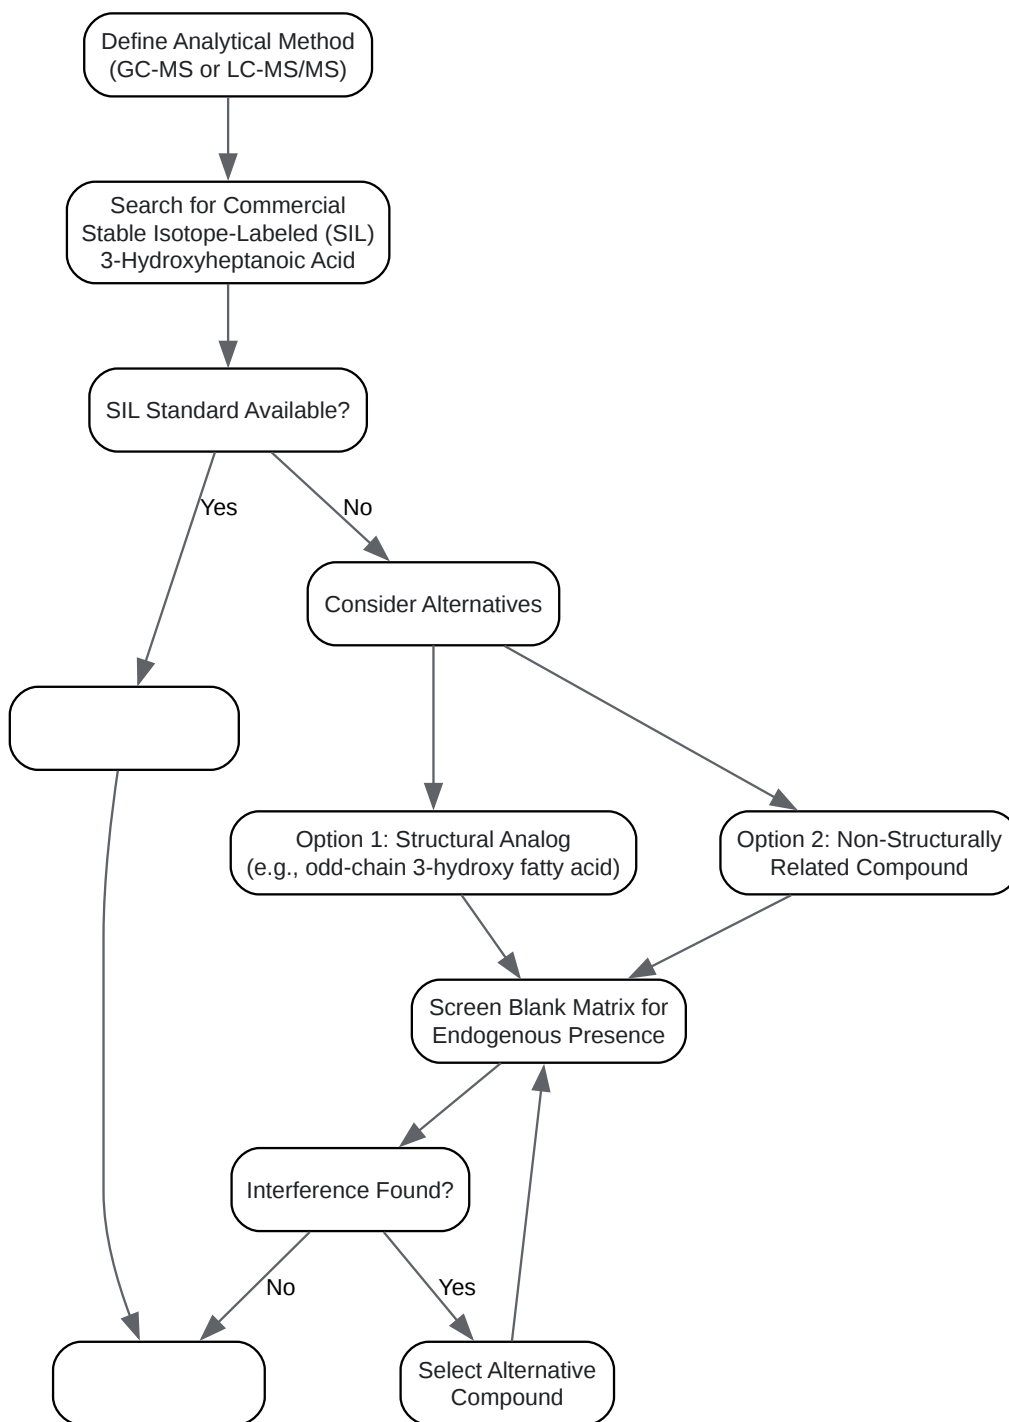 Define Analytical Method
(GC-MS or LC-MS/MS)
Search for Commercial
Stable Isotope-Labeled (SIL)
3-Hydroxyheptanoic Acid
SIL Standard Available?
Yes
No
Consider Alternatives
Option 1: Structural Analog
(e.g., odd-chain 3-hydroxy fatty acid)
Option 2: Non-Structurally
Related Compound
Screen Blank Matrix for
Endogenous Presence
Interference Found?
No
Yes
Select Alternative
Compound